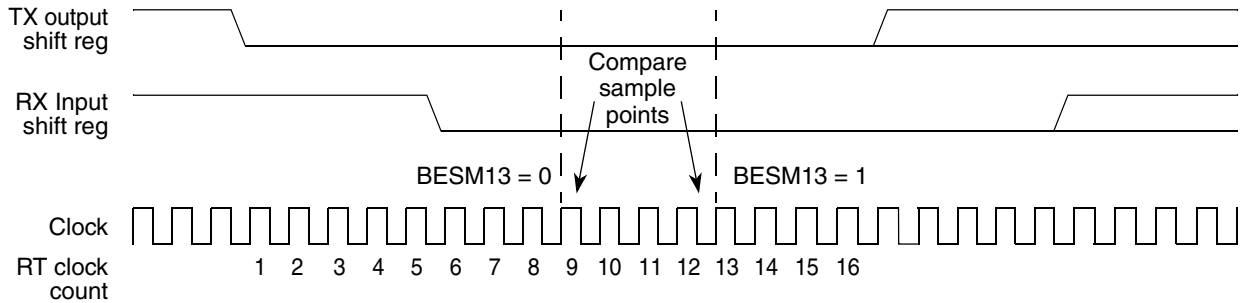 TX output
shift reg
Compare
sample
points
RX Input
shift reg
BESM13 = 0
BESM13 = 1
Clock
RT clock
count
1 2 3 4 5 6 7 8 9 10 11 12 13 14 15 16